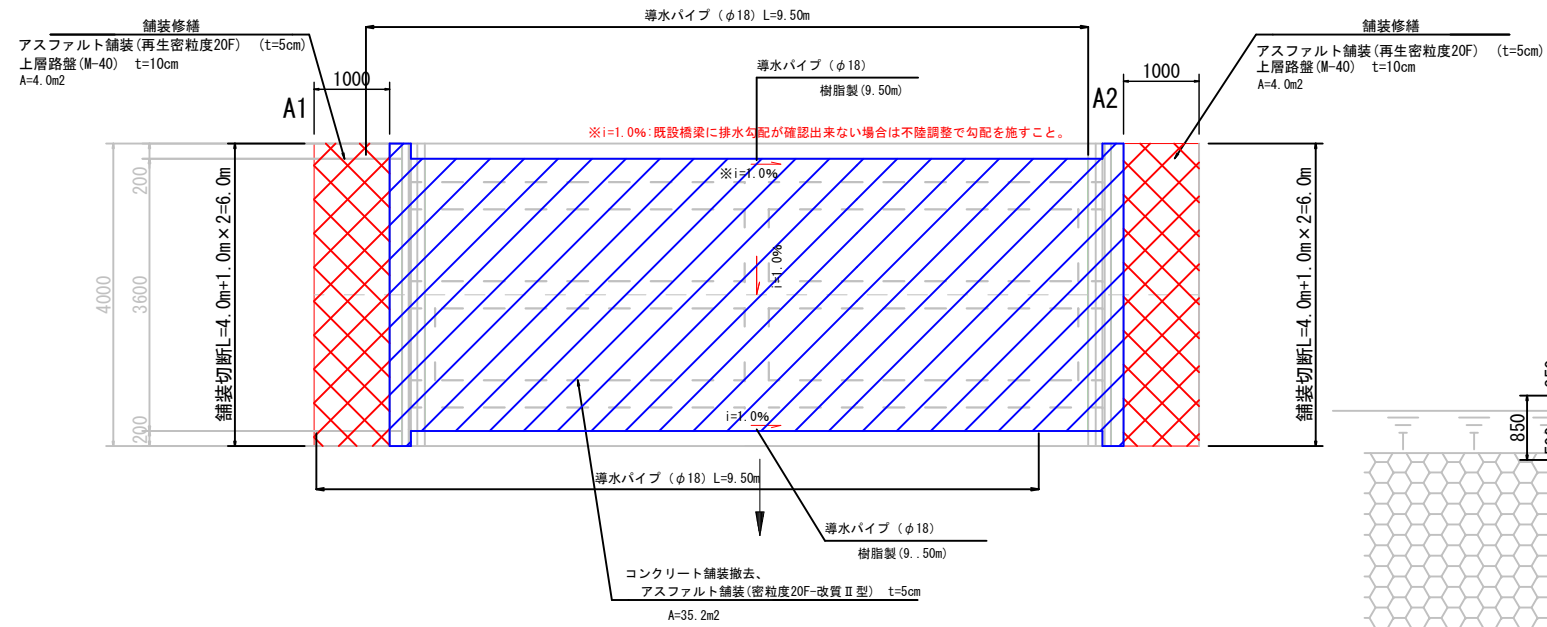 導水パイプ (φ18) L=9.50m
舗装修繕
アスファルト舗装(再生密粒度20F) (t=5cm)
上層路盤(M-40) t=10cm
A=4.0m2
舗装修繕
アスファルト舗装(再生密粒度20F) (t=5cm)
上層路盤(M-40) t=10cm
A=4.0m2
1000
A1
導水パイプ (φ18)
樹脂製(9.50m)
A2
1000
※i=1.0%:既設橋梁に排水勾配が確認出来ない場合は不陸調整で勾配を施すこと。
※i=1.0%
200
4000
3600
200
舗装切断L=4.0m+1.0m×2=6.0m
i=1.0%
舗装切断L=4.0m+1.0m×2=6.0m
i=1.0%
850
導水パイプ (φ18) L=9.50m
導水パイプ (φ18)
樹脂製(9..50m)
コンクリート舗装撤去、
アスファルト舗装(密粒度20F-改質Ⅱ型) t=5cm
A=35.2m2